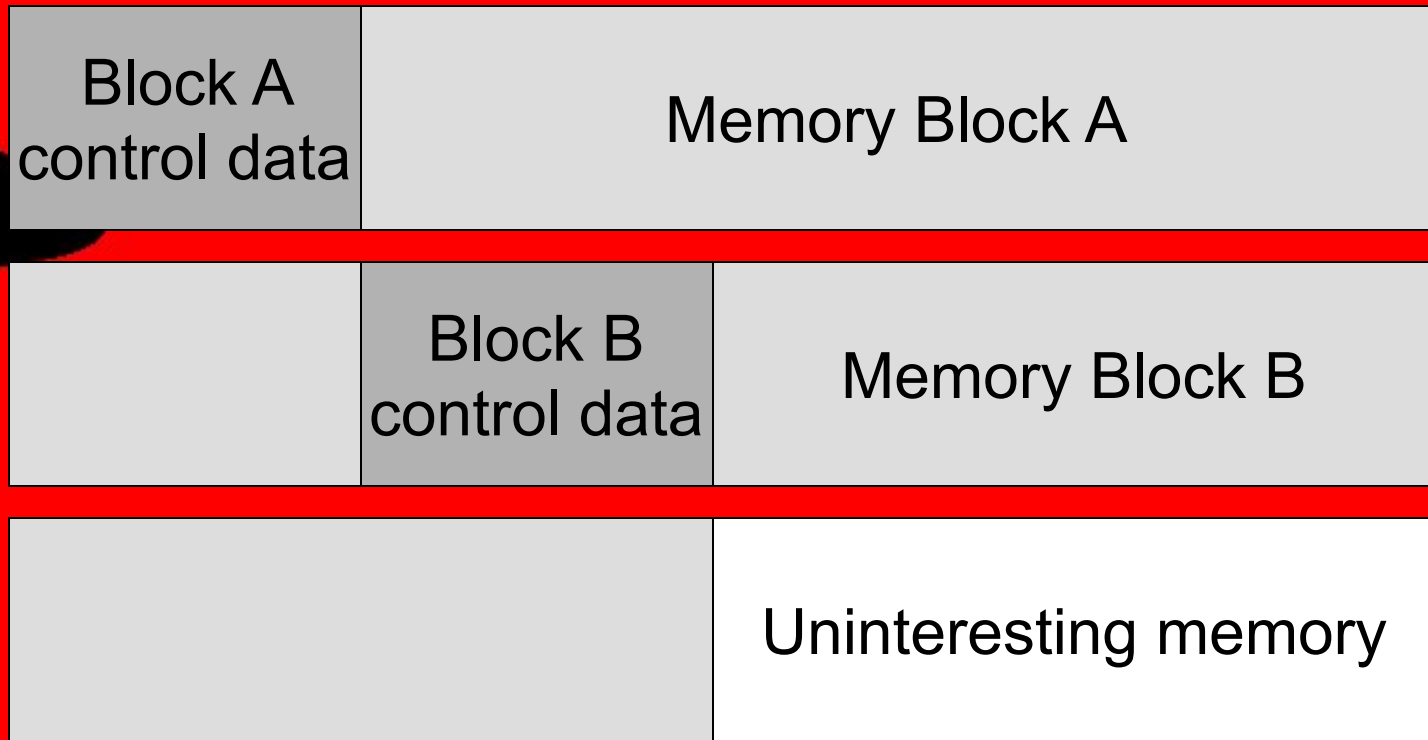 Block A
control data
Memory Block A
Block B
control data
Memory Block B
Uninteresting memory